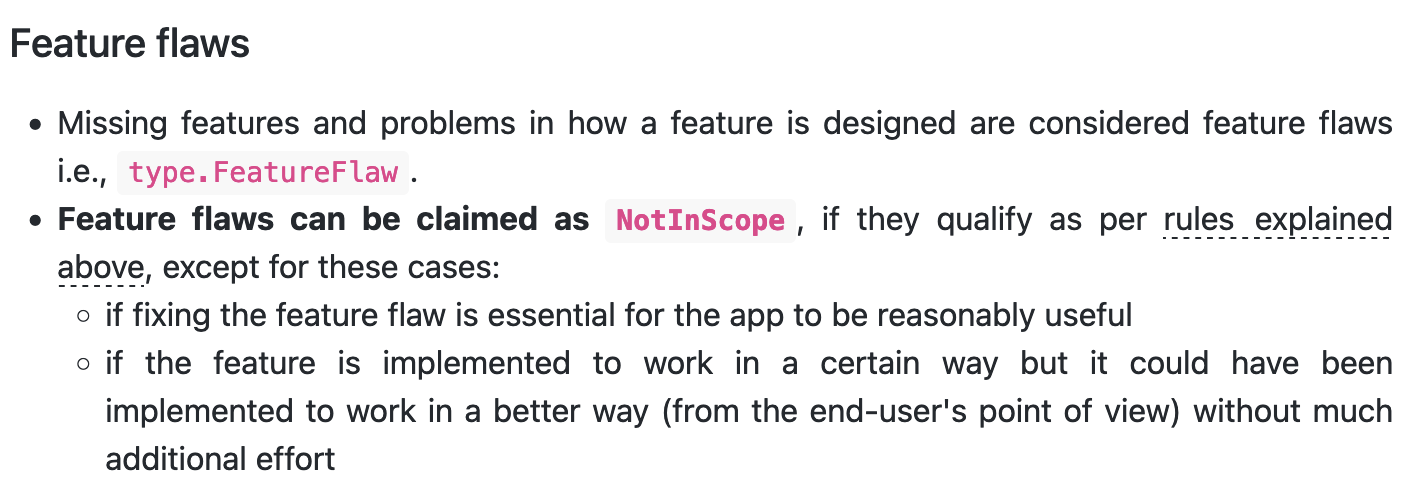 Feature flaws
• Missing features and problems in how a feature is designed are considered feature flaws
i.e., type.FeatureFlaw.
• Feature flaws can be claimed as NotInScope, if they qualify as per rules explained
above, except for these cases:
◦ if fixing the feature flaw is essential for the app to be reasonably useful
◦ if the feature is implemented to work in a certain way but it could have been
implemented to work in a better way (from the end-user's point of view) without much
additional effort